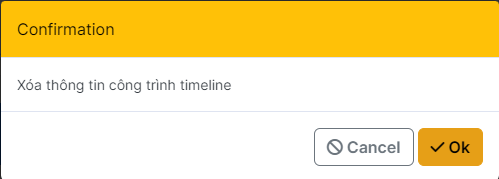 Confirmation
Xóa thông tin công trình timeline
Cancel
Ok